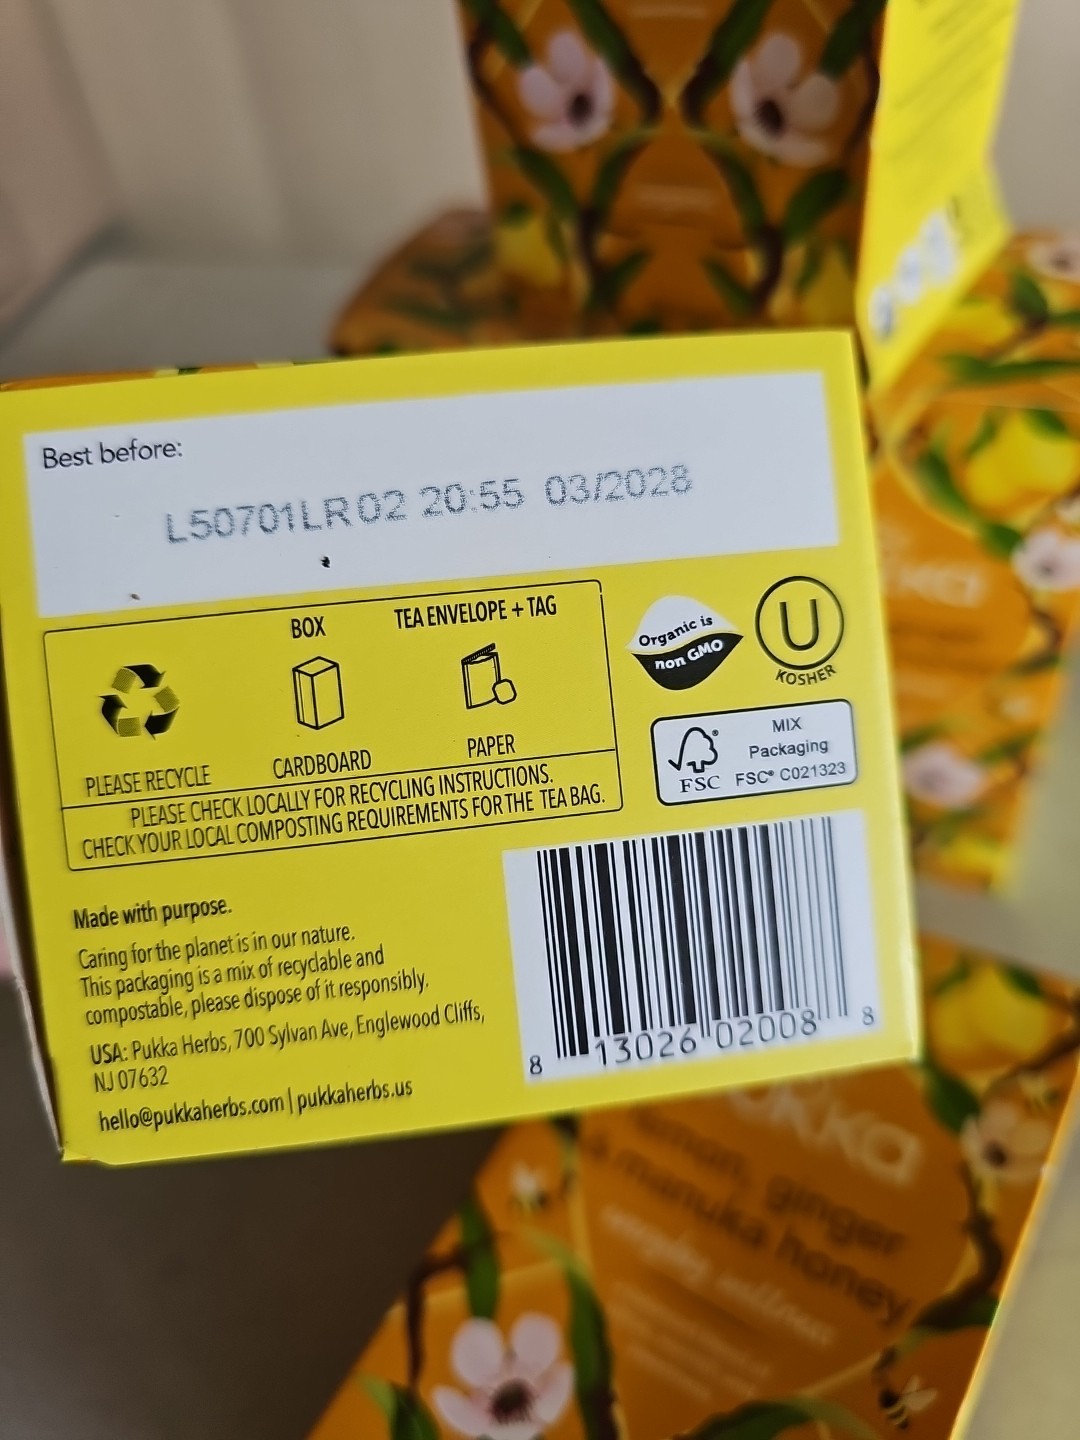 Best before:
L50701LR02 20:55 03/2028
BOX
TEA ENVELOPE + TAG
PLEASE RECYCLE
CARDBOARD
PAPER
PLEASE CHECK LOCALLY FOR RECYCLING INSTRUCTIONS.
CHECK YOUR LOCAL COMPOSTING REQUIREMENTS FOR THE TEA BAG.
Organic is
non GMO
U
KOSHER
FSC®
MIX
Packaging
FSC® C021323
Made with purpose.
Caring for the planet is in our nature.
This packaging is a mix of recyclable and
compostable, please dispose of it responsibly.
USA: Pukka Herbs, 700 Sylvan Ave, Englewood Cliffs,
NJ 07632
hello@pukkaherbs.com | pukkaherbs.us
8 13026 02008 8
pukka
lemon, ginger
& manuka honey